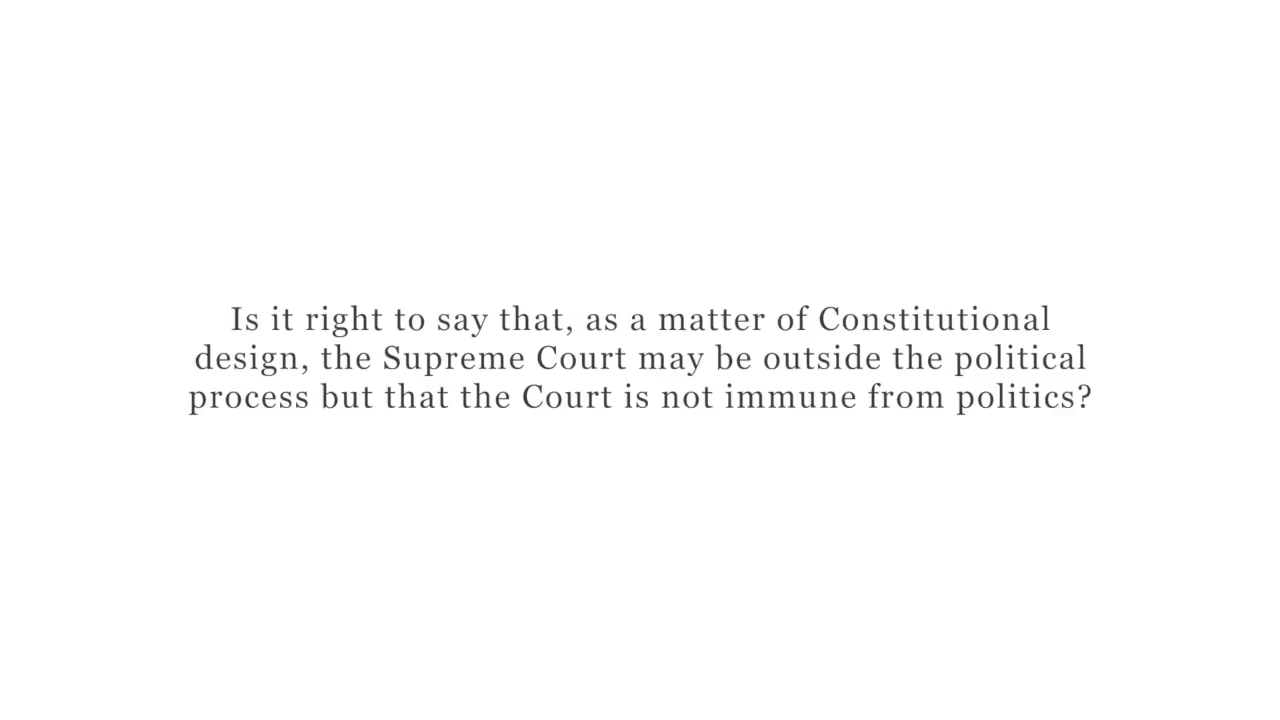 Is it right to say that, as a matter of Constitutional
design, the Supreme Court may be outside the political
process but that the Court is not immune from politics?